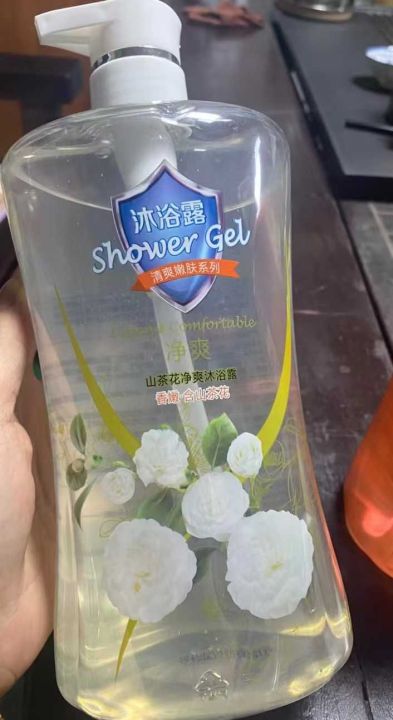 沐浴露
Shower Gel
清爽嫩肤系列
comfortable
净爽
山茶花净爽沐浴露
香嫩 含山茶花